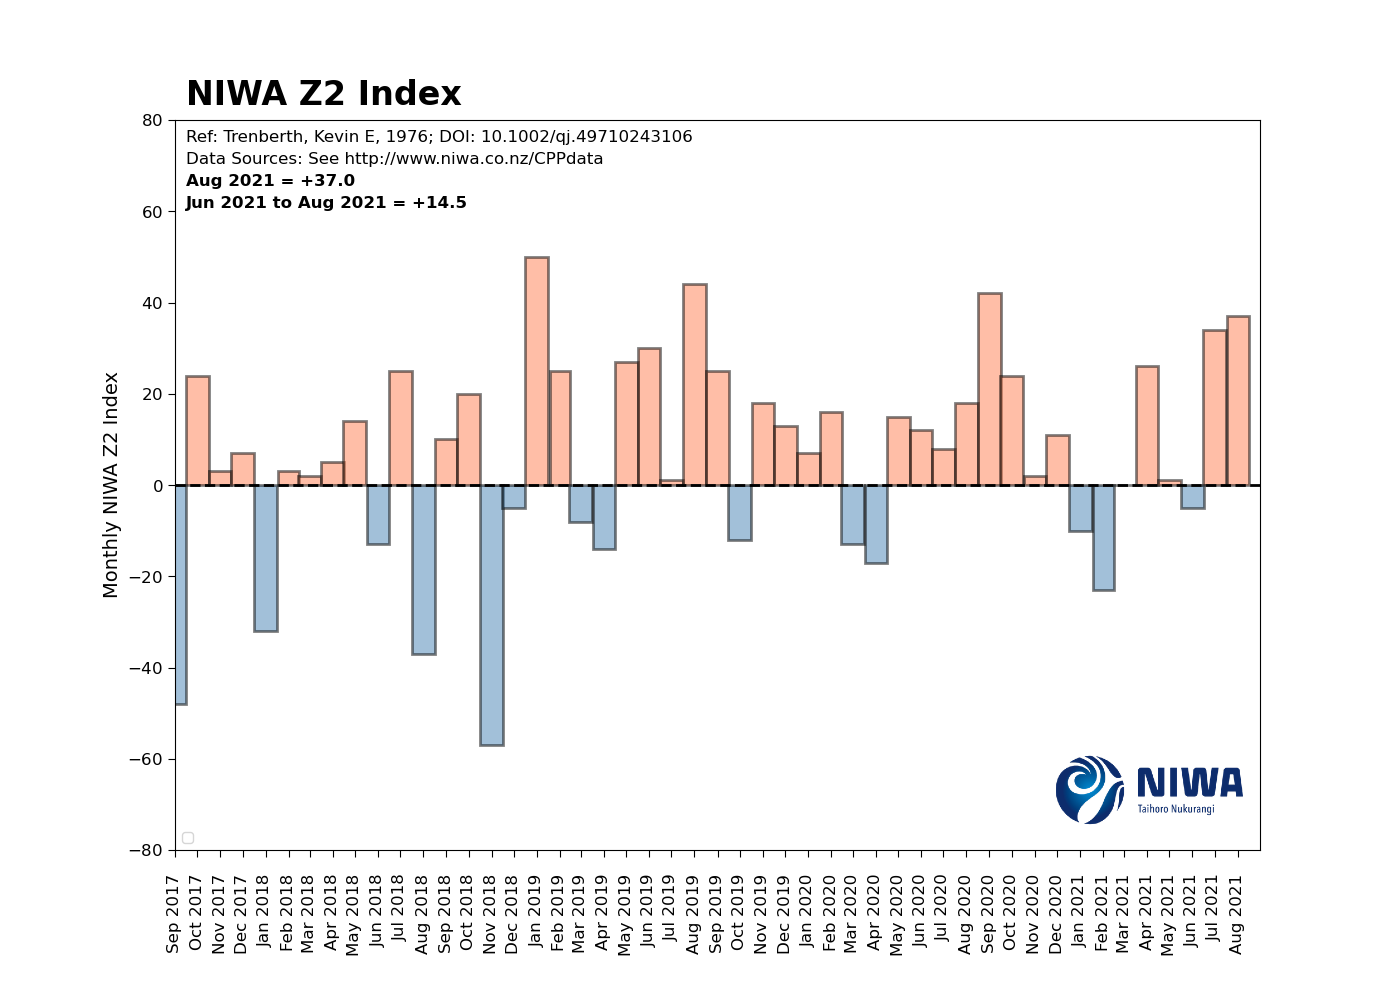 NIWA Z2 Index
Ref: Trenberth, Kevin E, 1976; DOI: 10.1002/qj.49710243106
Data Sources: See http://www.niwa.co.nz/CPPdata
Aug 2021 = +37.0
Jun 2021 to Aug 2021 = +14.5
Monthly NIWA Z2 Index
80
60
40
20
0
−20
−40
−60
−80
NIWA
Taihoro Nukurangi
Sep 2017
Oct 2017
Nov 2017
Dec 2017
Jan 2018
Feb 2018
Mar 2018
Apr 2018
May 2018
Jun 2018
Jul 2018
Aug 2018
Sep 2018
Oct 2018
Nov 2018
Dec 2018
Jan 2019
Feb 2019
Mar 2019
Apr 2019
May 2019
Jun 2019
Jul 2019
Aug 2019
Sep 2019
Oct 2019
Nov 2019
Dec 2019
Jan 2020
Feb 2020
Mar 2020
Apr 2020
May 2020
Jun 2020
Jul 2020
Aug 2020
Sep 2020
Oct 2020
Nov 2020
Dec 2020
Jan 2021
Feb 2021
Mar 2021
Apr 2021
May 2021
Jun 2021
Jul 2021
Aug 2021